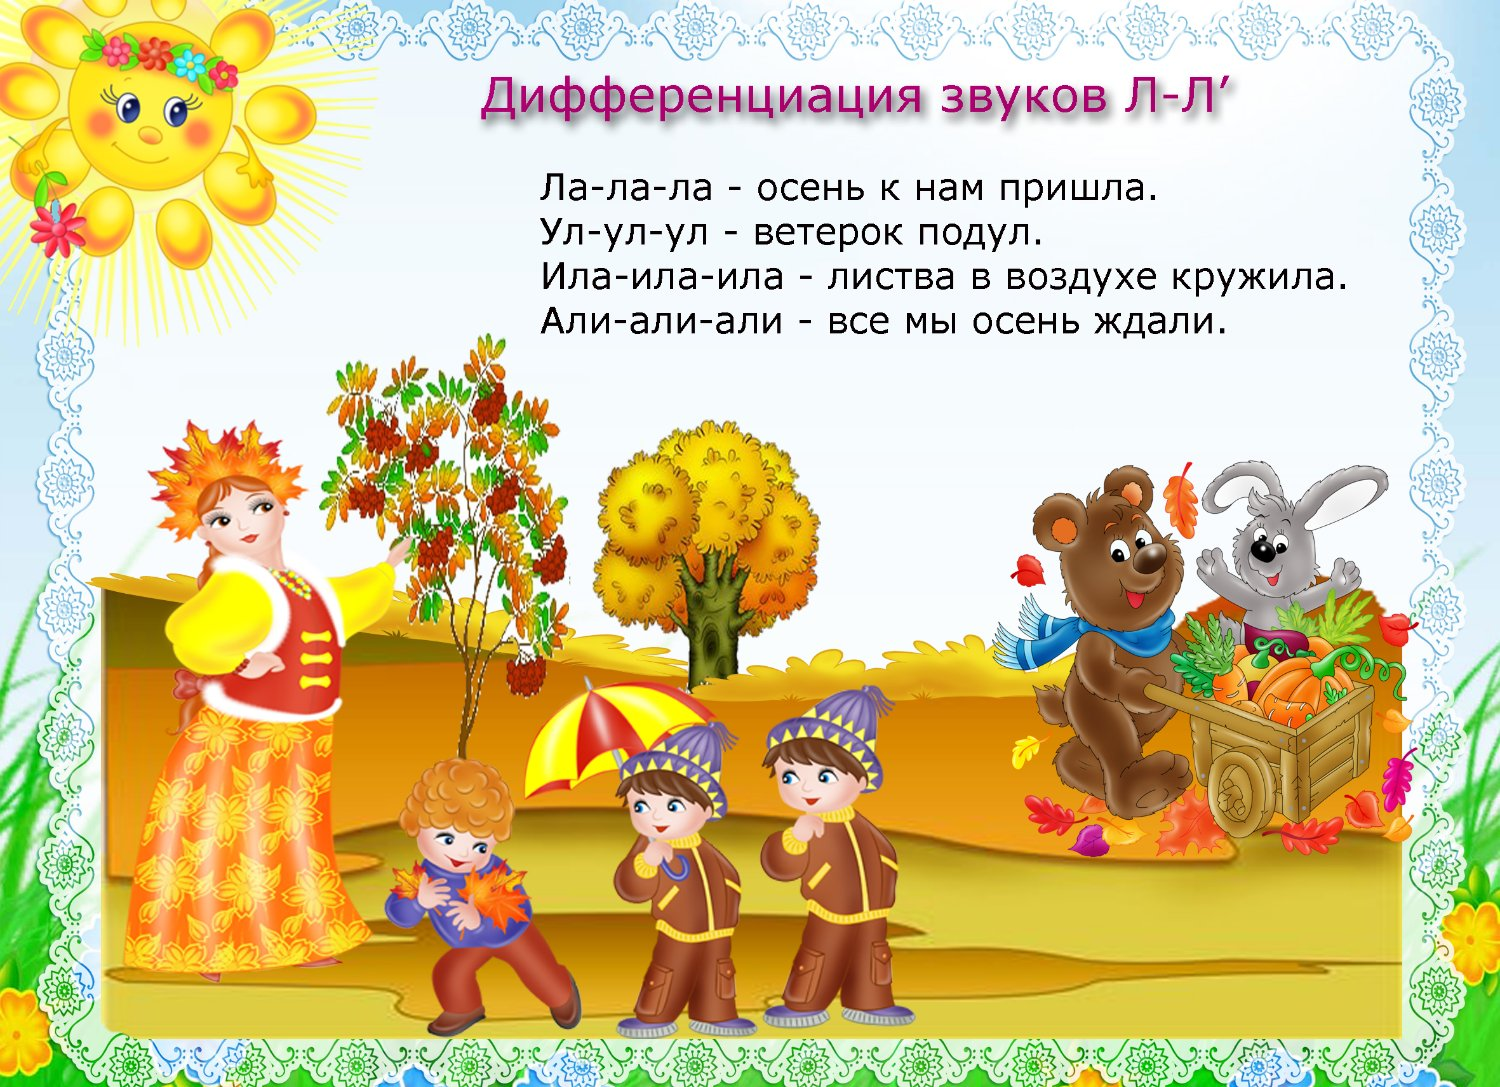 Дифференциация звуков Л-Л’
Ла-ла-ла - осень к нам пришла.
Ул-ул-ул - ветерок подул.
Ила-ила-ила - листва в воздухе кружила.
Али-али-али - все мы осень ждали.